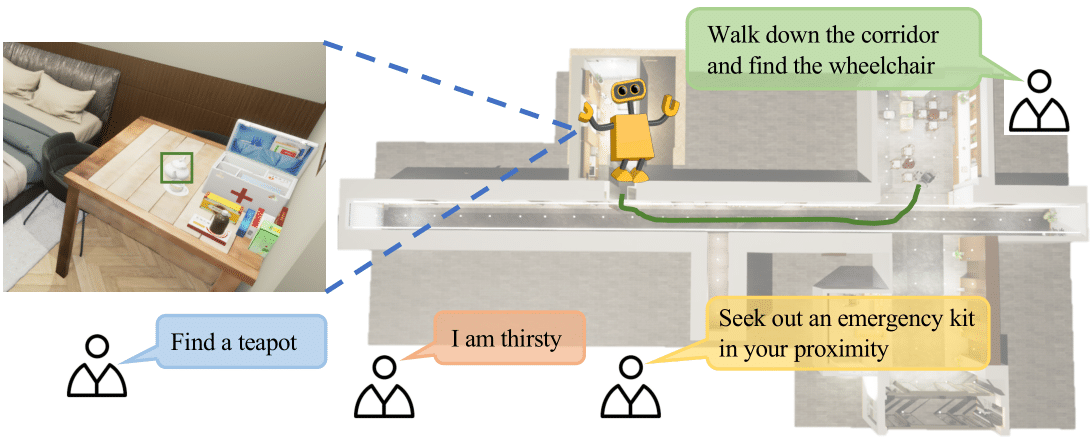 Walk down the corridor
and find the wheelchair
Find a teapot
I am thirsty
Seek out an emergency kit
in your proximity